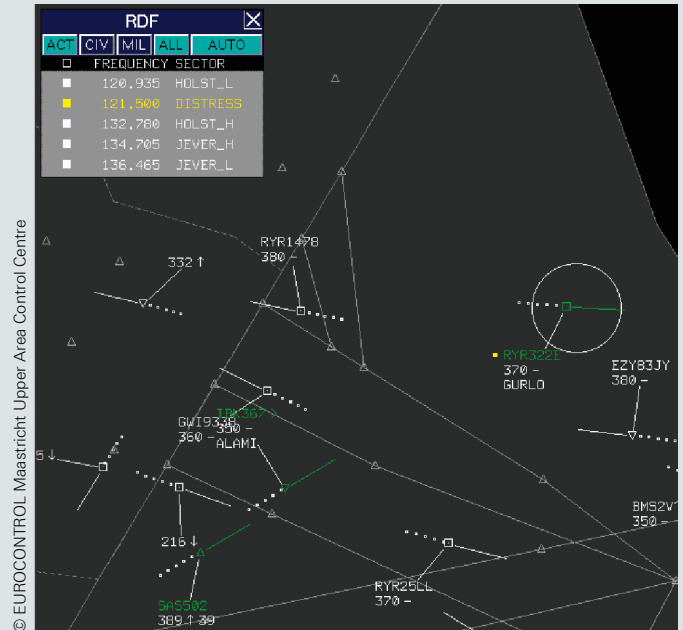 RDF
ACT CIV MIL ALL AUTO
FREQUENCY SECTOR
120.935 HOLST_L
121.500 DISTRESS
132.780 HOLST_H
134.705 JEVER_H
136.465 JEVER_L
RYR1478
380 -
332 ↑
RYR322E
370 -
GURLO
EZY83JY
380 -
IBK367 >
GWI933B
350 -
360 -
ALAMI
5 ↓
216 ↓
BMS2V
350 -
RYR25LL
370 -
SAS502
389 ↑ 39
© EUROCONTROL Maastricht Upper Area Control Centre